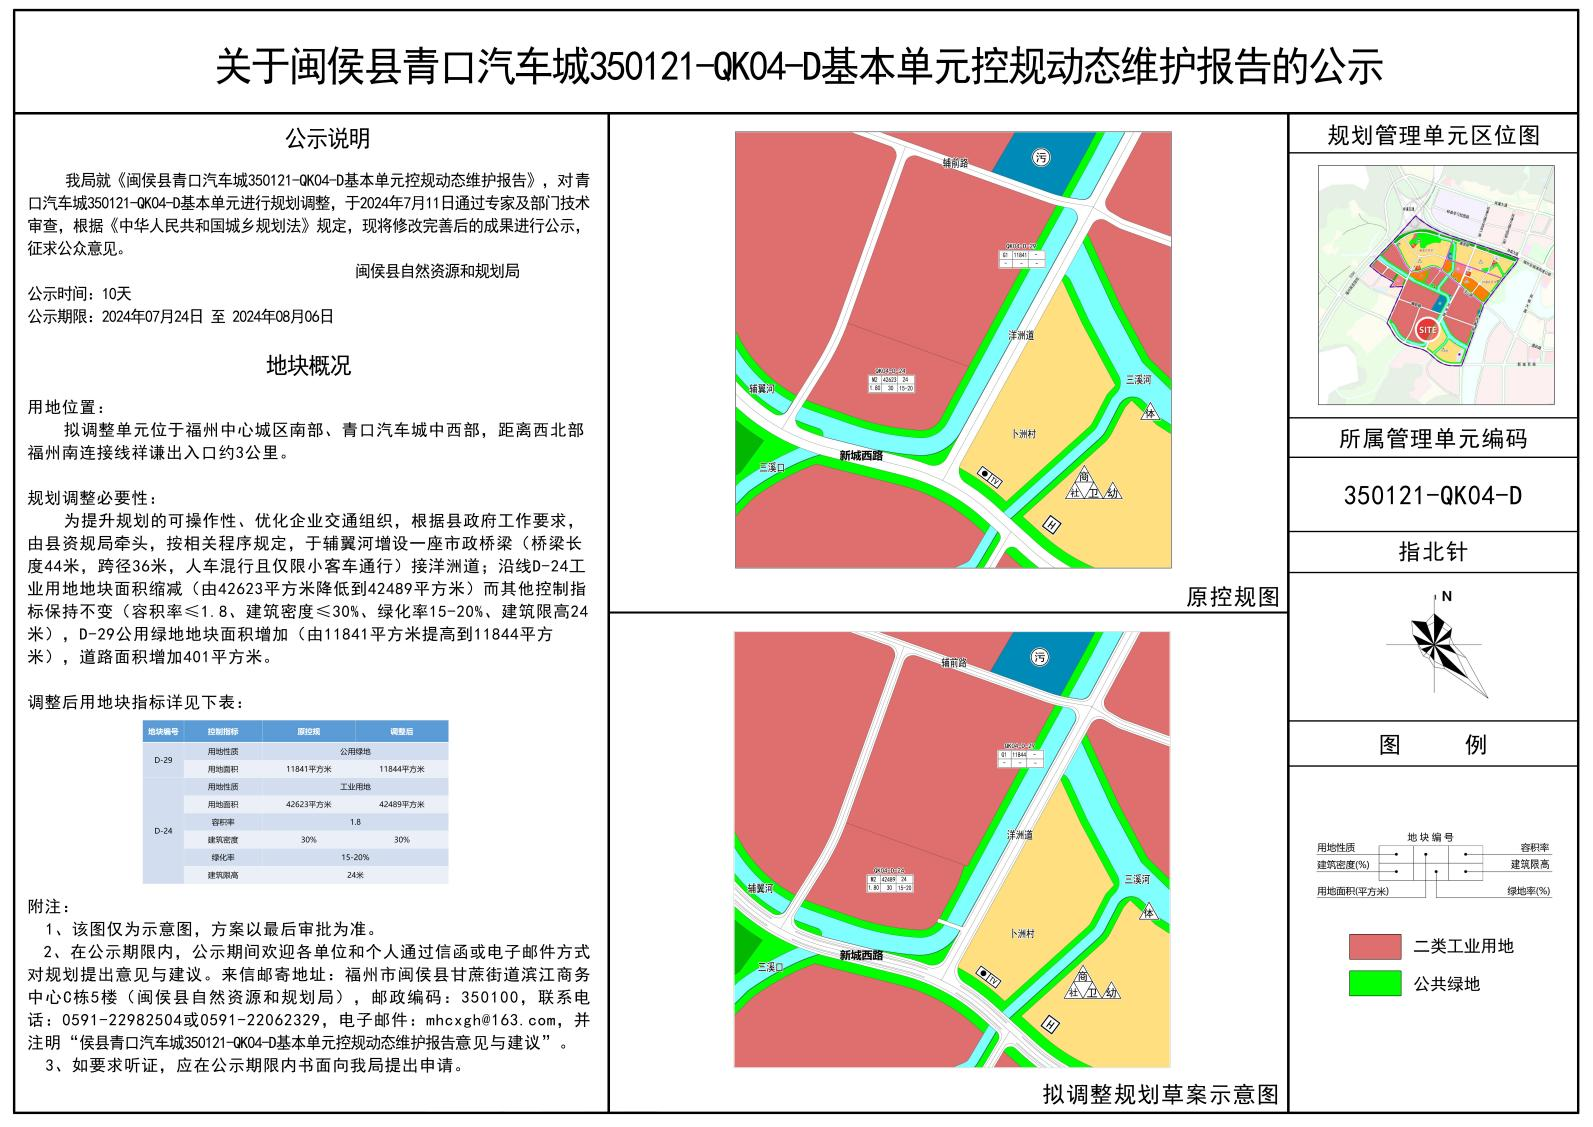 关于闽侯县青口汽车城350121-QK04-D基本单元控规动态维护报告的公示
公示说明
我局就《闽侯县青口汽车城350121-QK04-D基本单元控规动态维护报告》，对青
口汽车城350121-QK04-D基本单元进行规划调整，于2024年7月11日通过专家及部门技术
审查，根据《中华人民共和国城乡规划法》规定，现将修改完善后的成果进行公示，
征求公众意见。
闽侯县自然资源和规划局
公示时间：10天
公示期限：2024年07月24日 至 2024年08月06日
地块概况
用地位置：
拟调整单元位于福州中心城区南部、青口汽车城中西部，距离西北部
福州南连接线祥谦出入口约3公里。
规划调整必要性：
为提升规划的可操作性、优化企业交通组织，根据县政府工作要求，
由县资规局牵头，按相关程序规定，于辅翼河增设一座市政桥梁（桥梁长
度44米，跨径36米，人车混行且仅限小客车通行）接洋洲道；沿线D-24工
业用地地块面积缩减（由42623平方米降低到42489平方米）而其他控制指
标保持不变（容积率≤1.8、建筑密度≤30%、绿化率15-20%、建筑限高24
米），D-29公用绿地地块面积增加（由11841平方米提高到11844平方
米），道路面积增加401平方米。
调整后用地块指标详见下表：
地块编号 控制指标 原控规 调整后
D-29 用地性质 公用绿地
用地面积 11841平方米 11844平方米
D-24 用地性质 工业用地
用地面积 42623平方米 42489平方米
容积率 1.8
建筑密度 30% 30%
绿化率 15-20%
建筑限高 24米
附注：
1、该图仅为示意图，方案以最后审批为准。
2、在公示期限内，公示期间欢迎各单位和个人通过信函或电子邮件方式
对规划提出意见与建议。来信邮寄地址：福州市闽侯县甘蔗街道滨江商务
中心C栋5楼（闽侯县自然资源和规划局），邮政编码：350100，联系电
话：0591-22982504或0591-22062329，电子邮件：mhcxgh@163.com，并
注明“侯县青口汽车城350121-QK04-D基本单元控规动态维护报告意见与建议”。
3、如要求听证，应在公示期限内书面向我局提出申请。
辅前路
污
QK04-D-29
G1 11841 -
- - -
洋洲道
QK04-D-24
M2 42623 24
1.80 30 15-20
辅翼河
三溪河
体
卜洲村
新城西路
三溪口
TV
商
社 卫 幼
H
原控规图
辅前路
污
QK04-D-29
G1 11844 -
- - -
洋洲道
QK04-D-24
M2 42489 24
1.80 30 15-20
辅翼河
三溪河
体
卜洲村
新城西路
三溪口
TV
商
社 卫 幼
H
拟调整规划草案示意图
规划管理单元区位图
SITE
所属管理单元编码
350121-QK04-D
指北针
N
图 例
地块编号
用地性质 容积率
建筑密度(%) 建筑限高
用地面积(平方米) 绿地率(%)
二类工业用地
公共绿地